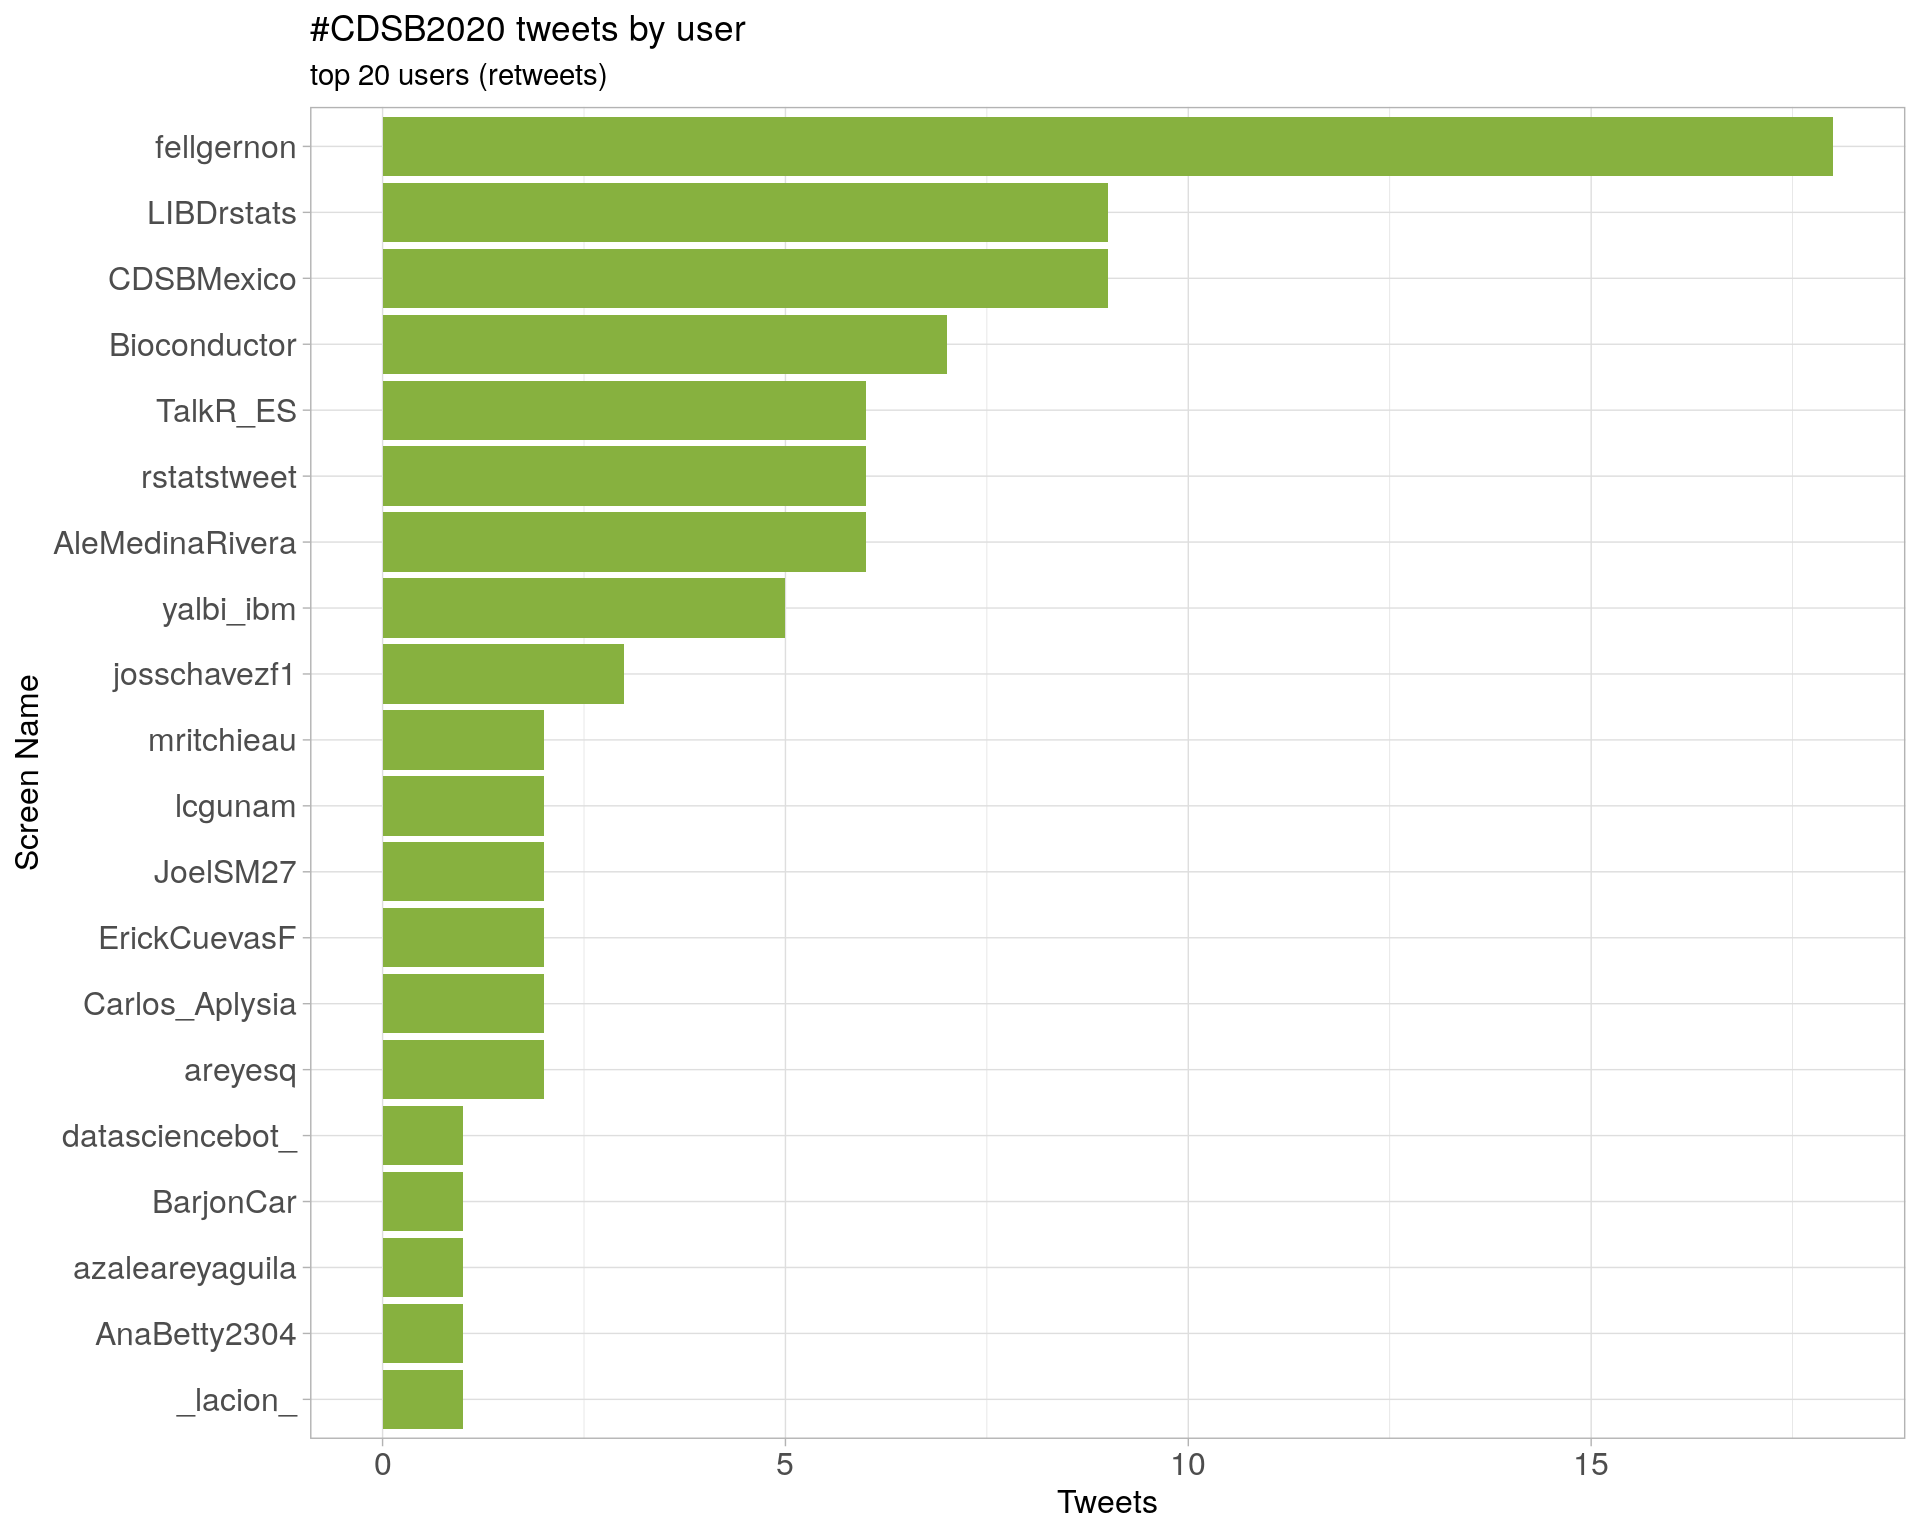 #CDSB2020 tweets by user
top 20 users (retweets)
Screen Name
fellgernon
LIBDrstats
CDSBMexico
Bioconductor
TalkR_ES
rstatstweet
AleMedinaRivera
yalbi_ibm
josschavezf1
mritchieau
lcgunam
JoelSM27
ErickCuevasF
Carlos_Aplysia
areyesq
datasciencebot_
BarjonCar
azaleareyaguila
AnaBetty2304
_lacion_
0 5 10 15
Tweets